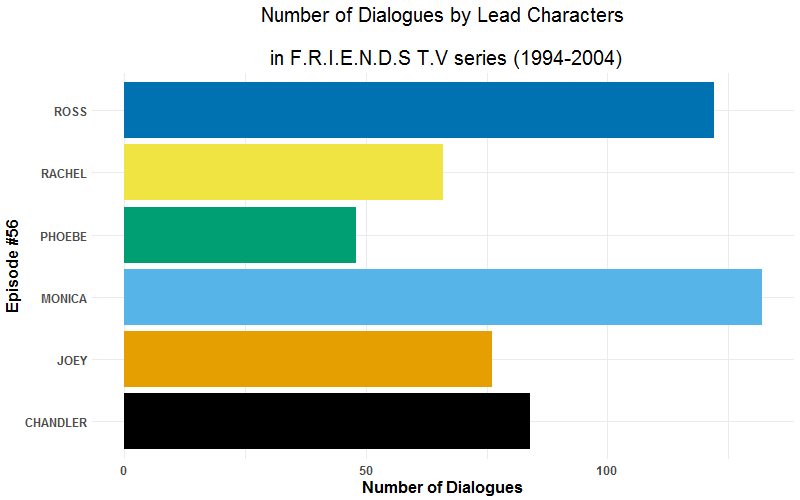 Number of Dialogues by Lead Characters
in F.R.I.E.N.D.S T.V series (1994-2004)
Episode #56
ROSS
RACHEL
PHOEBE
MONICA
JOEY
CHANDLER
0 50 100
Number of Dialogues